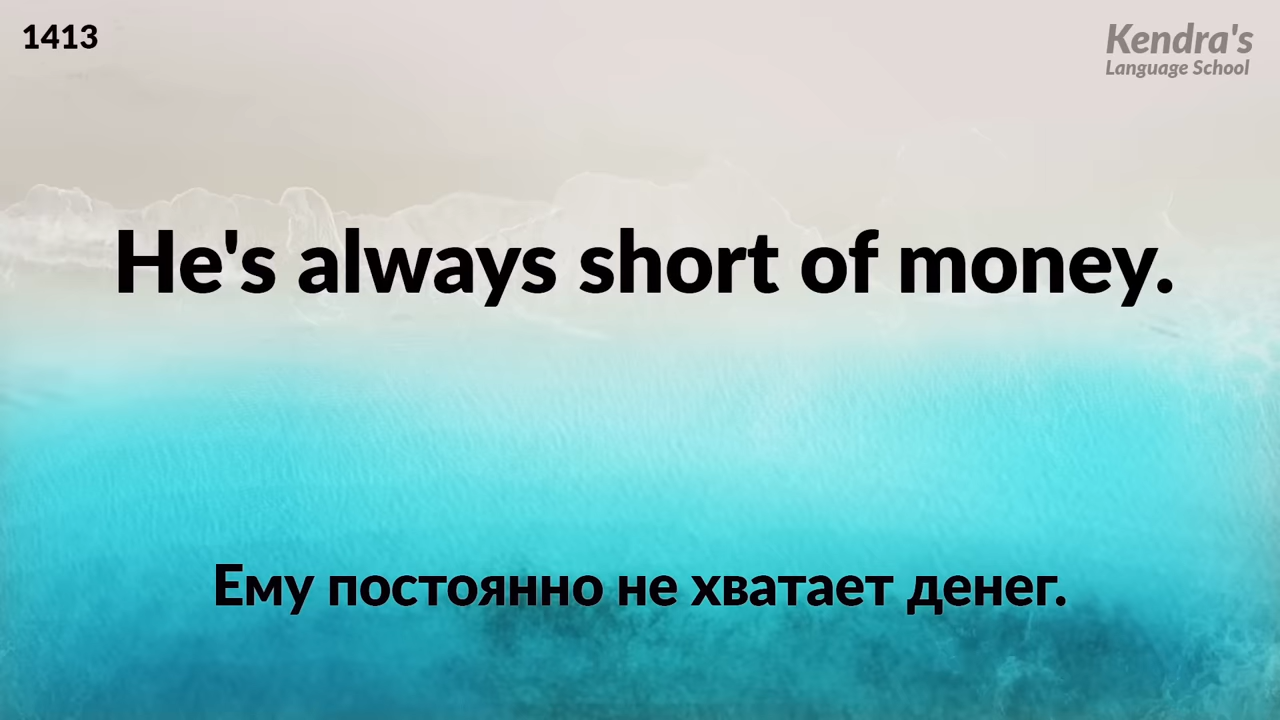 1413
Kendra's
Language School
He's always short of money.
Ему постоянно не хватает денег.